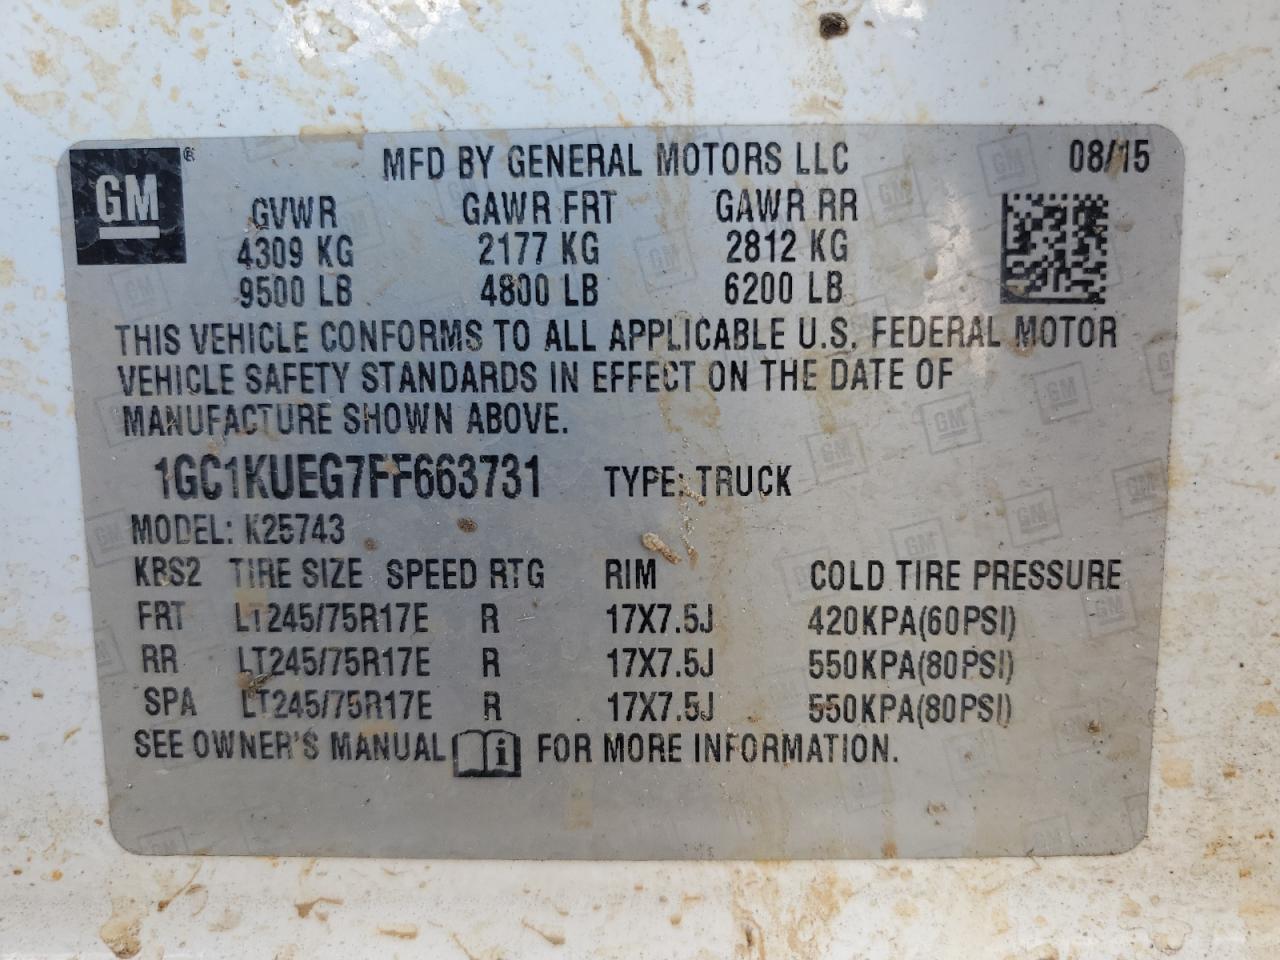 GM ® MFD BY GENERAL MOTORS LLC 08/15
GVWR GAWR FRT GAWR RR
4309 KG 2177 KG 2812 KG
9500 LB 4800 LB 6200 LB
THIS VEHICLE CONFORMS TO ALL APPLICABLE U.S. FEDERAL MOTOR
VEHICLE SAFETY STANDARDS IN EFFECT ON THE DATE OF
MANUFACTURE SHOWN ABOVE.
1GC1KUEG7FF663731 TYPE: TRUCK
MODEL: K25743
KBS2 TIRE SIZE SPEED RTG RIM COLD TIRE PRESSURE
FRT LT245/75R17E R 17X7.5J 420KPA(60PSI)
RR LT245/75R17E R 17X7.5J 550KPA(80PSI)
SPA LT245/75R17E R 17X7.5J 550KPA(80PSI)
SEE OWNER'S MANUAL i FOR MORE INFORMATION.